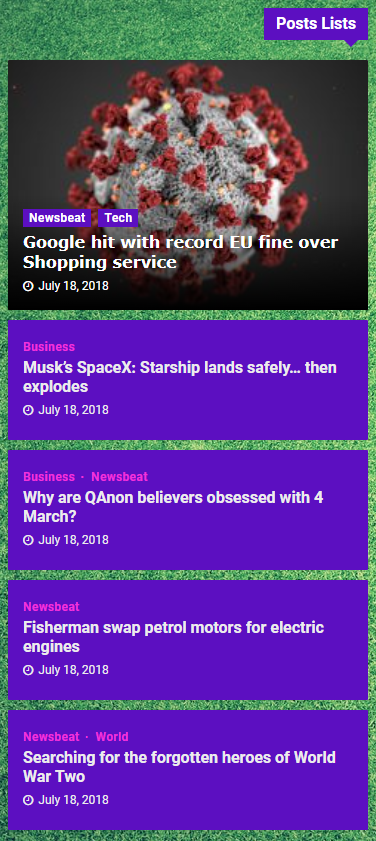 Posts Lists
Newsbeat Tech
Google hit with record EU fine over
Shopping service
July 18, 2018
Business
Musk's SpaceX: Starship lands safely… then
explodes
July 18, 2018
Business · Newsbeat
Why are QAnon believers obsessed with 4
March?
July 18, 2018
Newsbeat
Fisherman swap petrol motors for electric
engines
July 18, 2018
Newsbeat · World
Searching for the forgotten heroes of World
War Two
July 18, 2018